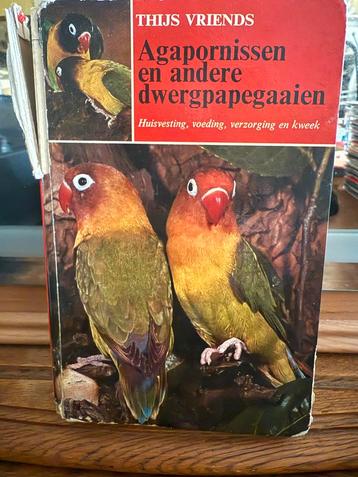 THIJS VRIENDS
Agapornissen
en andere
dwergpapegaaien
Huisvesting, voeding, verzorging en kweek